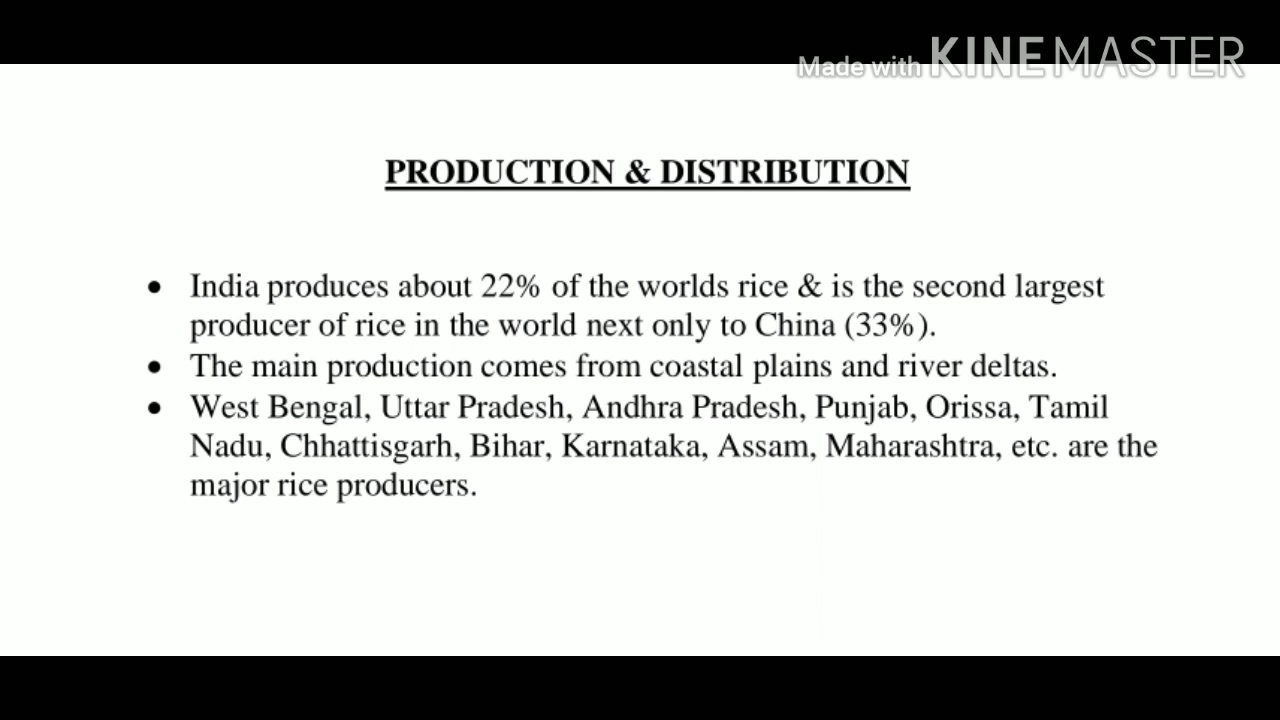 Made with KINEMASTER
PRODUCTION & DISTRIBUTION
• India produces about 22% of the worlds rice & is the second largest
producer of rice in the world next only to China (33%).
• The main production comes from coastal plains and river deltas.
• West Bengal, Uttar Pradesh, Andhra Pradesh, Punjab, Orissa, Tamil
Nadu, Chhattisgarh, Bihar, Karnataka, Assam, Maharashtra, etc. are the
major rice producers.